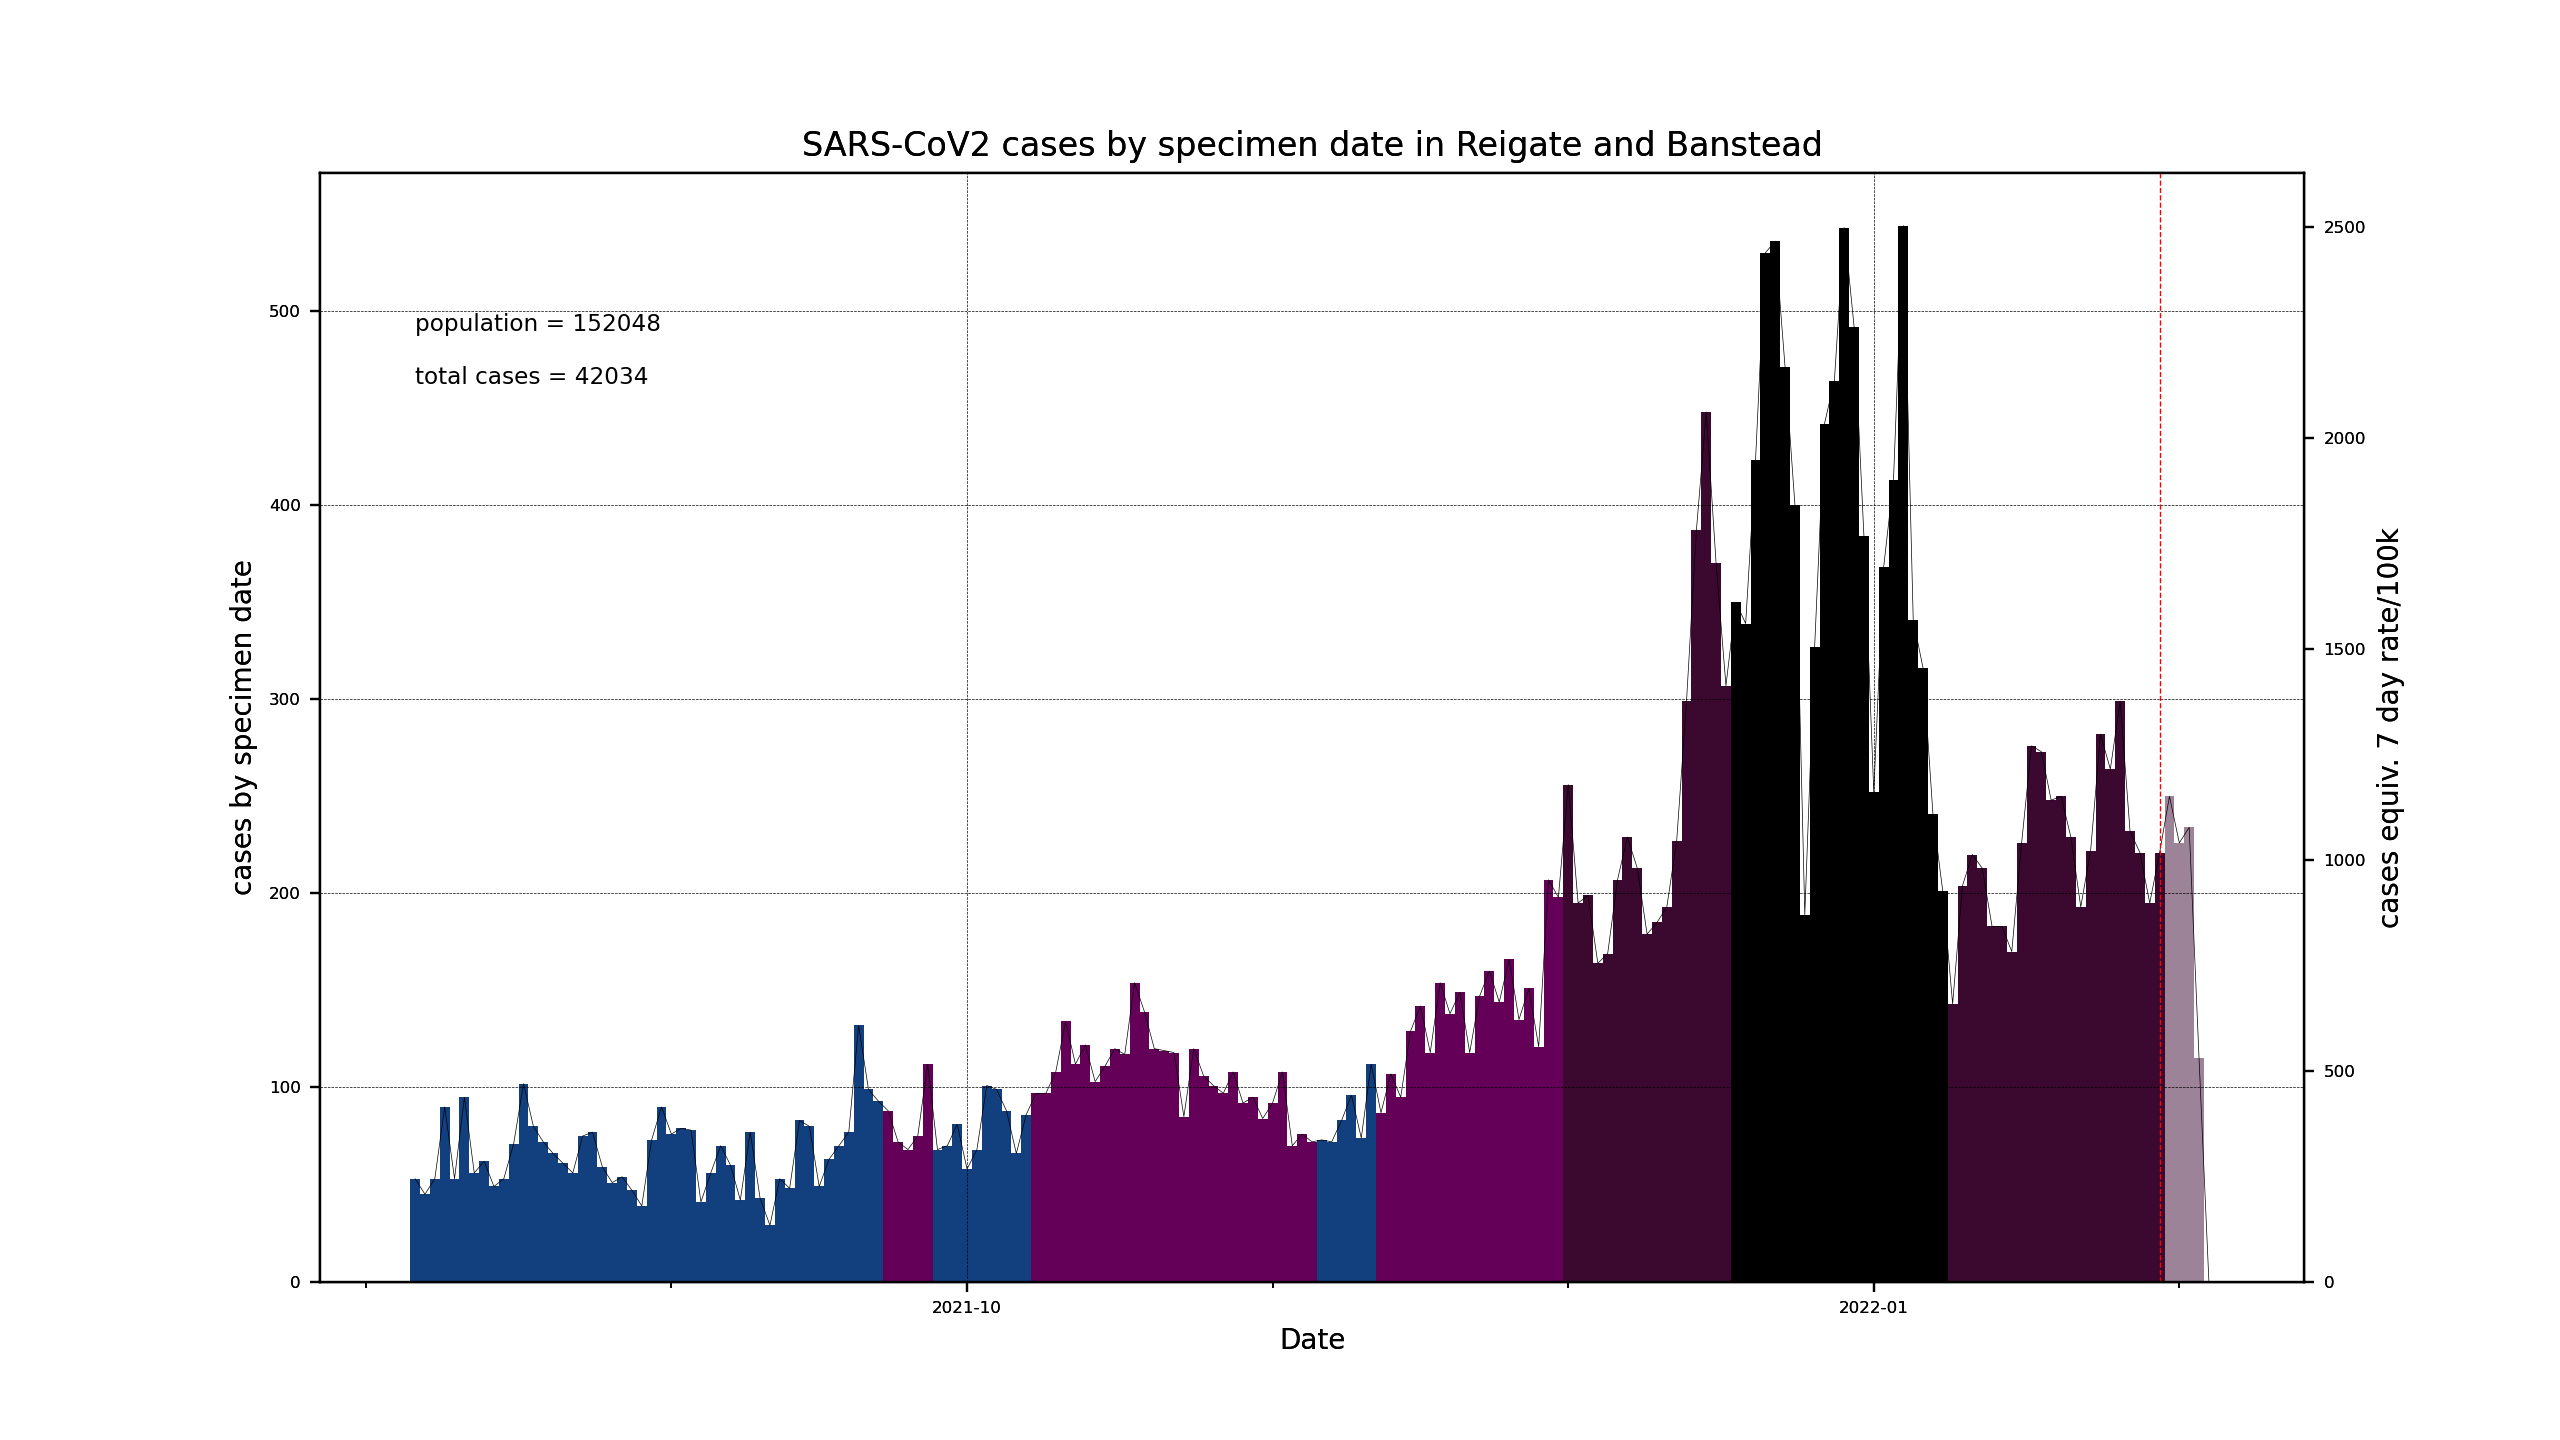 SARS-CoV2 cases by specimen date in Reigate and Banstead
population = 152048
total cases = 42034
cases by specimen date
500
400
300
200
100
0
2500
2000
1500
1000
500
0
cases equiv. 7 day rate/100k
2021-10
2022-01
Date